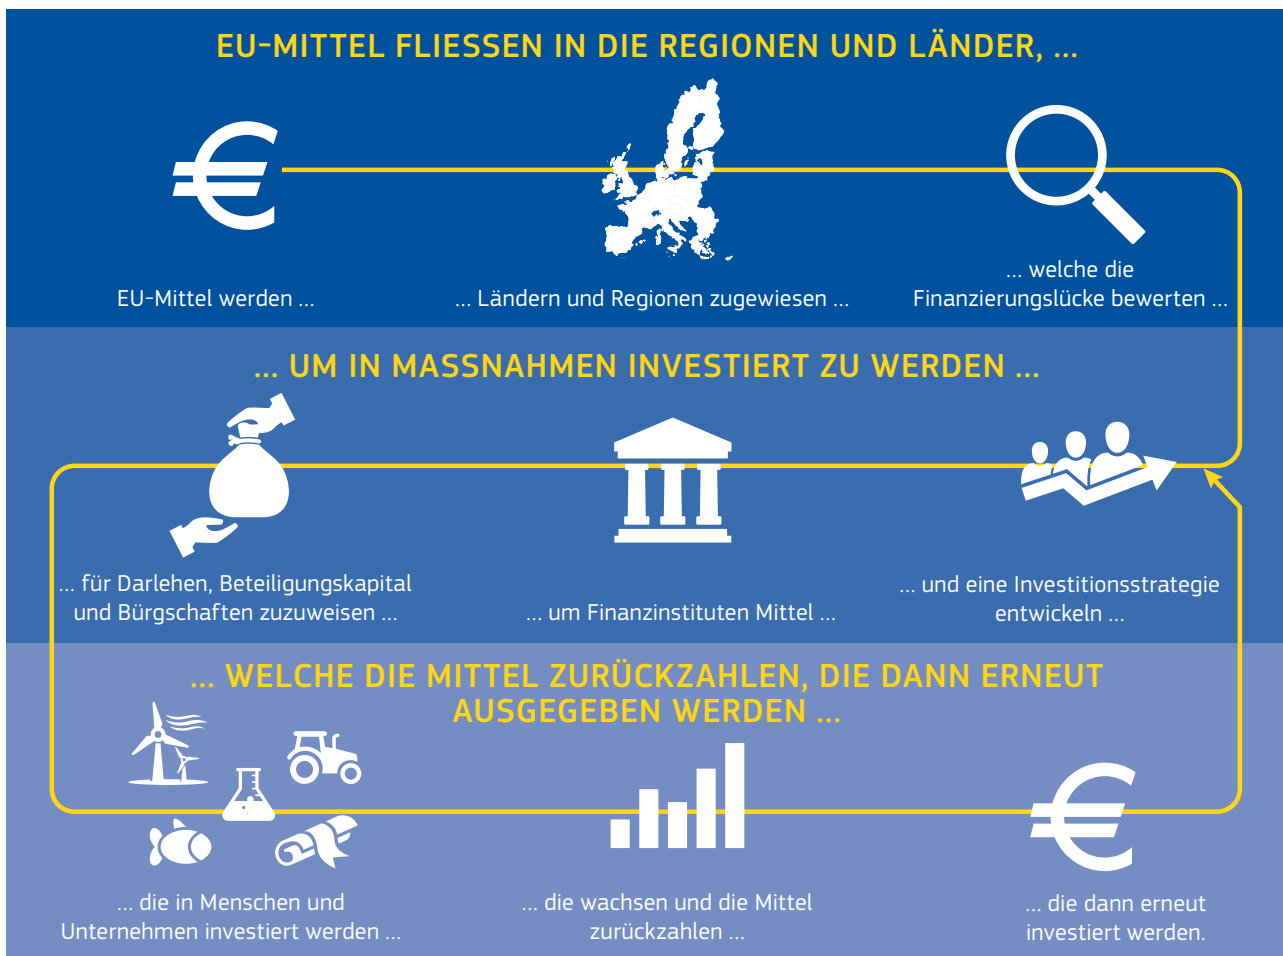 EU-MITTEL FLIESSEN IN DIE REGIONEN UND LÄNDER, ...
EU-Mittel werden ...
... Ländern und Regionen zugewiesen ...
... welche die
Finanzierungslücke bewerten ...
... UM IN MASSNAHMEN INVESTIERT ZU WERDEN ...
... und eine Investitionsstrategie
entwickeln ...
... um Finanzinstituten Mittel ...
... für Darlehen, Beteiligungskapital
und Bürgschaften zuzuweisen ...
... WELCHE DIE MITTEL ZURÜCKZAHLEN, DIE DANN ERNEUT
AUSGEGEBEN WERDEN ...
... die in Menschen und
Unternehmen investiert werden ...
... die wachsen und die Mittel
zurückzahlen ...
... die dann erneut
investiert werden.